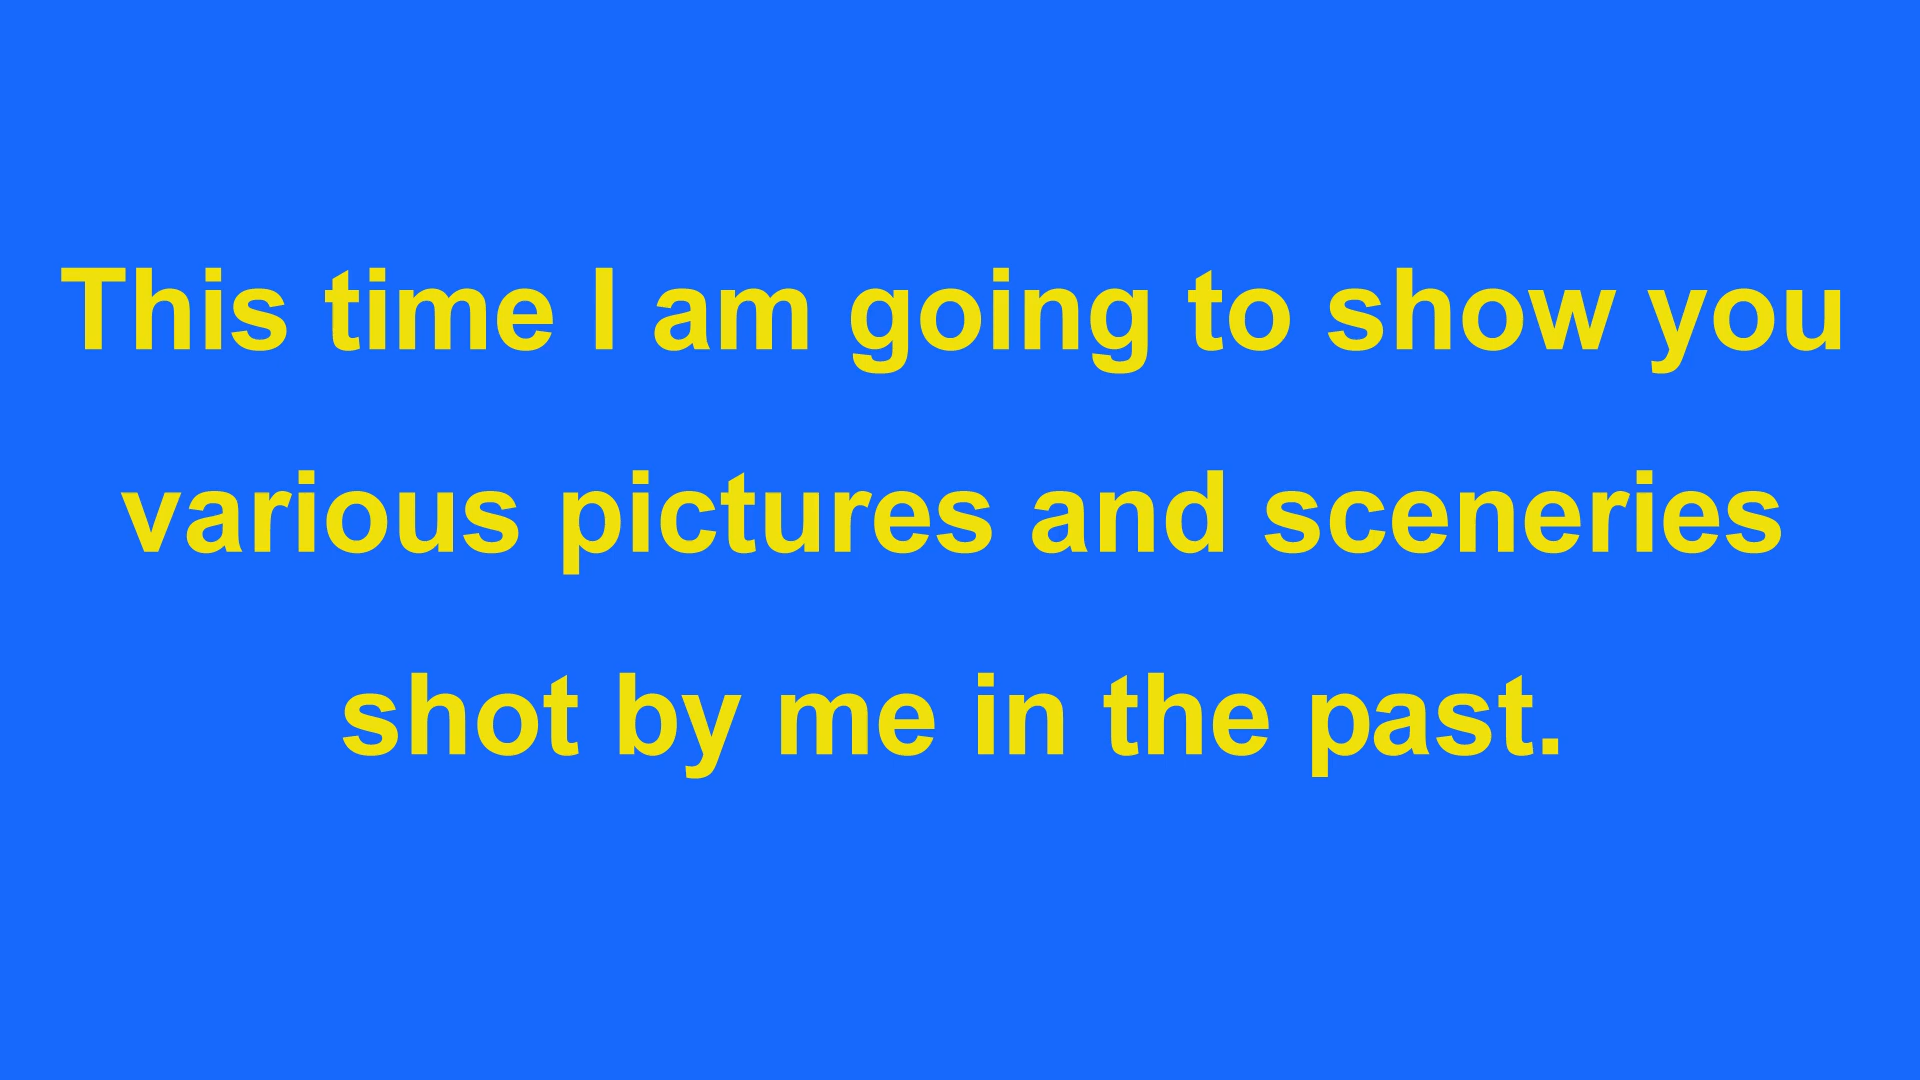 This time I am going to show you
various pictures and sceneries
shot by me in the past.